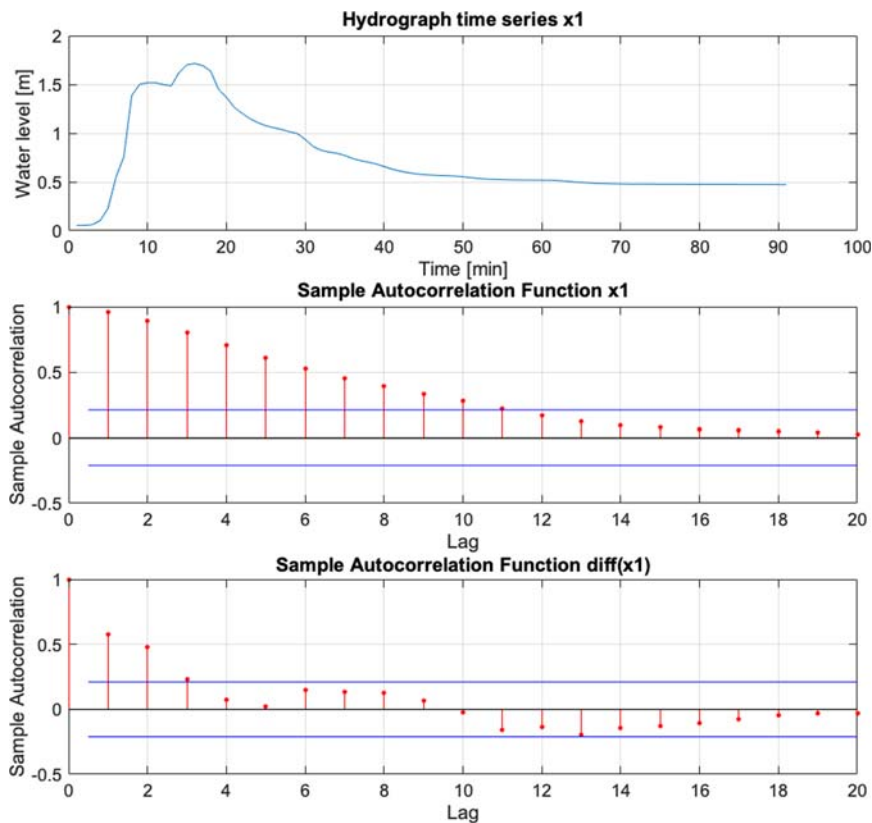 Hydrograph time series x1
Water level [m]
2
1.5
1
0.5
0
0 10 20 30 40 50 60 70 80 90 100
Time [min]
Sample Autocorrelation Function x1
Sample Autocorrelation
1
0.5
0
-0.5
0 2 4 6 8 10 12 14 16 18 20
Lag
Sample Autocorrelation Function diff(x1)
Sample Autocorrelation
1
0.5
0
-0.5
0 2 4 6 8 10 12 14 16 18 20
Lag